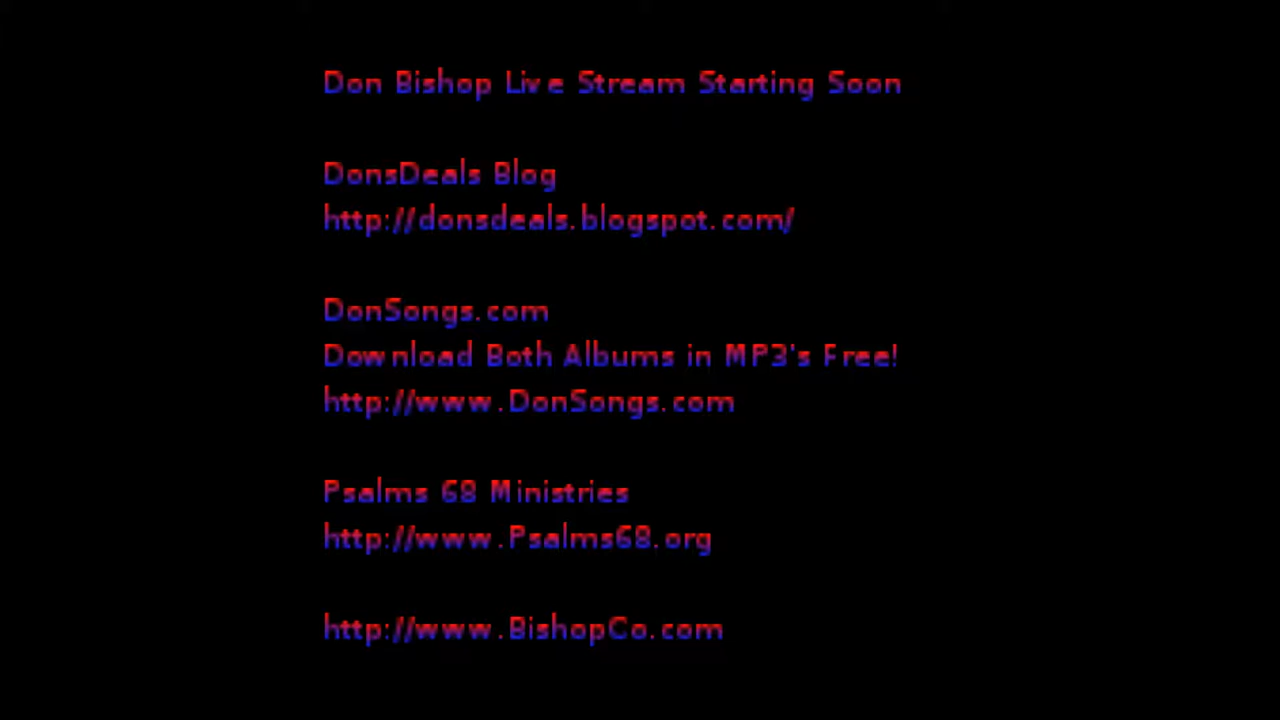 Don Bishop Live Stream Starting Soon
DonsDeals Blog
http://donsdeals.blogspot.com/
DonSongs.com
Download Both Albums in MP3's Free!
http://www.DonSongs.com
Psalms 68 Ministries
http://www.Psalms68.org
http://www.BishopCo.com